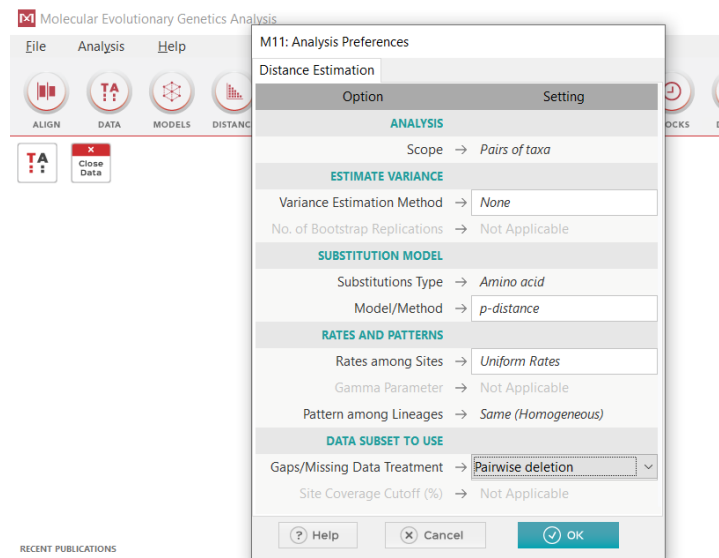 Molecular Evolutionary Genetics Analysis
File Analysis Help
M11: Analysis Preferences
Distance Estimation
Option Setting
ALIGN DATA MODELS
TA
TA
Close Data
ANALYSIS
Scope → Pairs of taxa
ESTIMATE VARIANCE
Variance Estimation Method → None
No. of Bootstrap Replications → Not Applicable
SUBSTITUTION MODEL
Substitutions Type → Amino acid
Model/Method → p-distance
RATES AND PATTERNS
Rates among Sites → Uniform Rates
Gamma Parameter → Not Applicable
Pattern among Lineages → Same (Homogeneous)
DATA SUBSET TO USE
Gaps/Missing Data Treatment → Pairwise deletion
Site Coverage Cutoff (%) → Not Applicable
? Help × Cancel ✓ OK
RECENT PUBLICATIONS